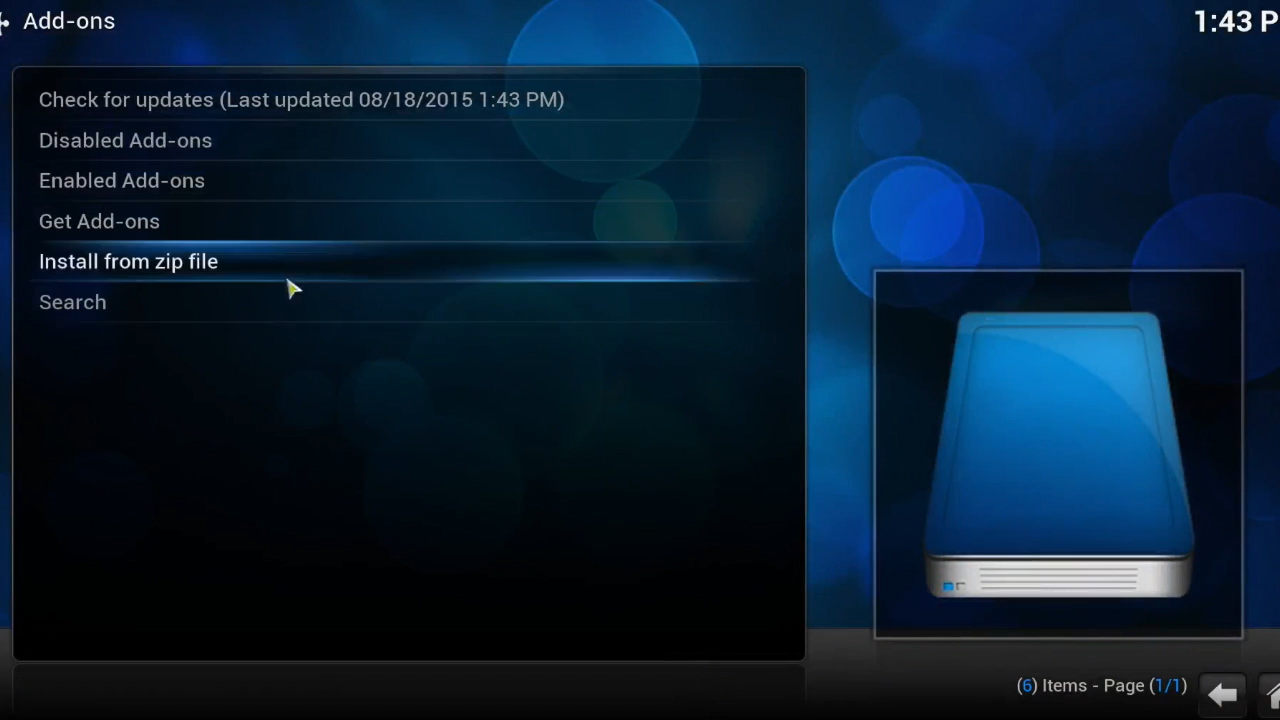 Add-ons
1:43 P
Check for updates (Last updated 08/18/2015 1:43 PM)
Disabled Add-ons
Enabled Add-ons
Get Add-ons
Install from zip file
Search
(6) Items - Page (1/1)